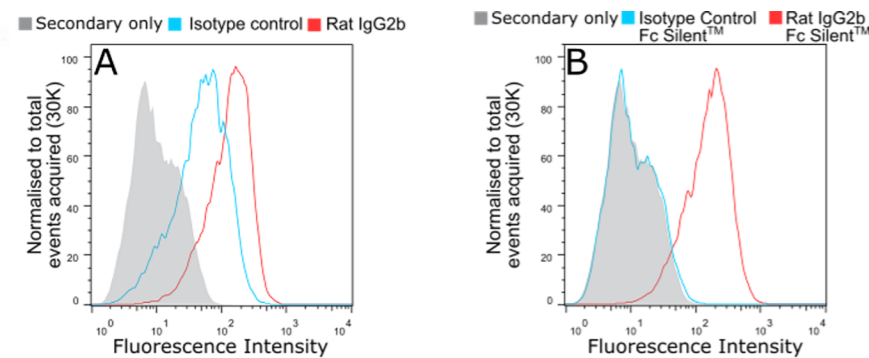 Secondary only Isotype control Rat IgG2b
A
Normalised to total
events acquired (30K)
100
80
60
40
20
0
10 0 10 1 10 2 10 3 10 4
Fluorescence Intensity
Secondary only Isotype Control Rat IgG2b
Fc Silent™ Fc Silent™
B
Normalised to total
events acquired (30K)
100
80
60
40
20
0
10 0 10 1 10 2 10 3 10 4
Fluorescence Intensity